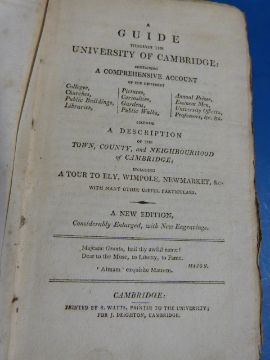 A
GUIDE
THROUGH THE
UNIVERSITY OF CAMBRIDGE:
CONTAINING
A COMPREHENSIVE ACCOUNT
OF THE DIFFERENT
Colleges, Pictures, Annual Prizes,
Churches, Curiosities, Eminent Men,
Public Buildings, Gardens, University Officers,
Libraries, Public Walks, Professors, &c. &c.
LIKEWISE
A DESCRIPTION
OF THE
TOWN, COUNTY, and NEIGHBOURHOOD
of CAMBRIDGE;
INCLUDING
A TOUR TO ELY, WIMPOLE, NEWMARKET, &c.
WITH MANY OTHER USEFUL PARTICULARS.
A NEW EDITION,
Considerably Enlarged, with New Engravings.
Majestic Granta, hail thy awful name!
Dear to the Muse, to Liberty, to Fame.
MASON.
exquisite Matrem.
CAMBRIDGE:
PRINTED BY R. WATTS, PRINTER TO THE UNIVERSITY;
FOR J. DEIGHTON, CAMBRIDGE.